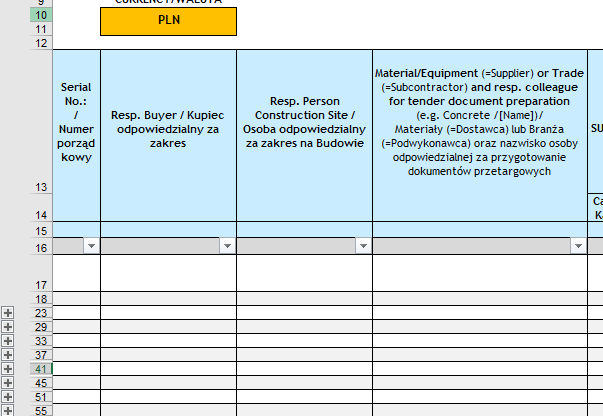 9
10 PLN
11
12
Serial
No.:
/
Numer
porząd
kowy
Resp. Buyer / Kupiec
odpowiedzialny za
zakres
Resp. Person
Construction Site /
Osoba odpowiedzialny
za zakres na Budowie
Material/Equipment (=Supplier) or Trade
(=Subcontractor) and resp. colleague
for tender document preparation
(e.g. Concrete /[Name])/
Materiały (=Dostawca) lub Branża
(=Podwykonawca) oraz nazwisko osoby
odpowiedzialnej za przygotowanie
dokumentów przetargowych
SU
13
Ca
14 Ka
15
16
17
18
23
29
33
37
41
45
51
55